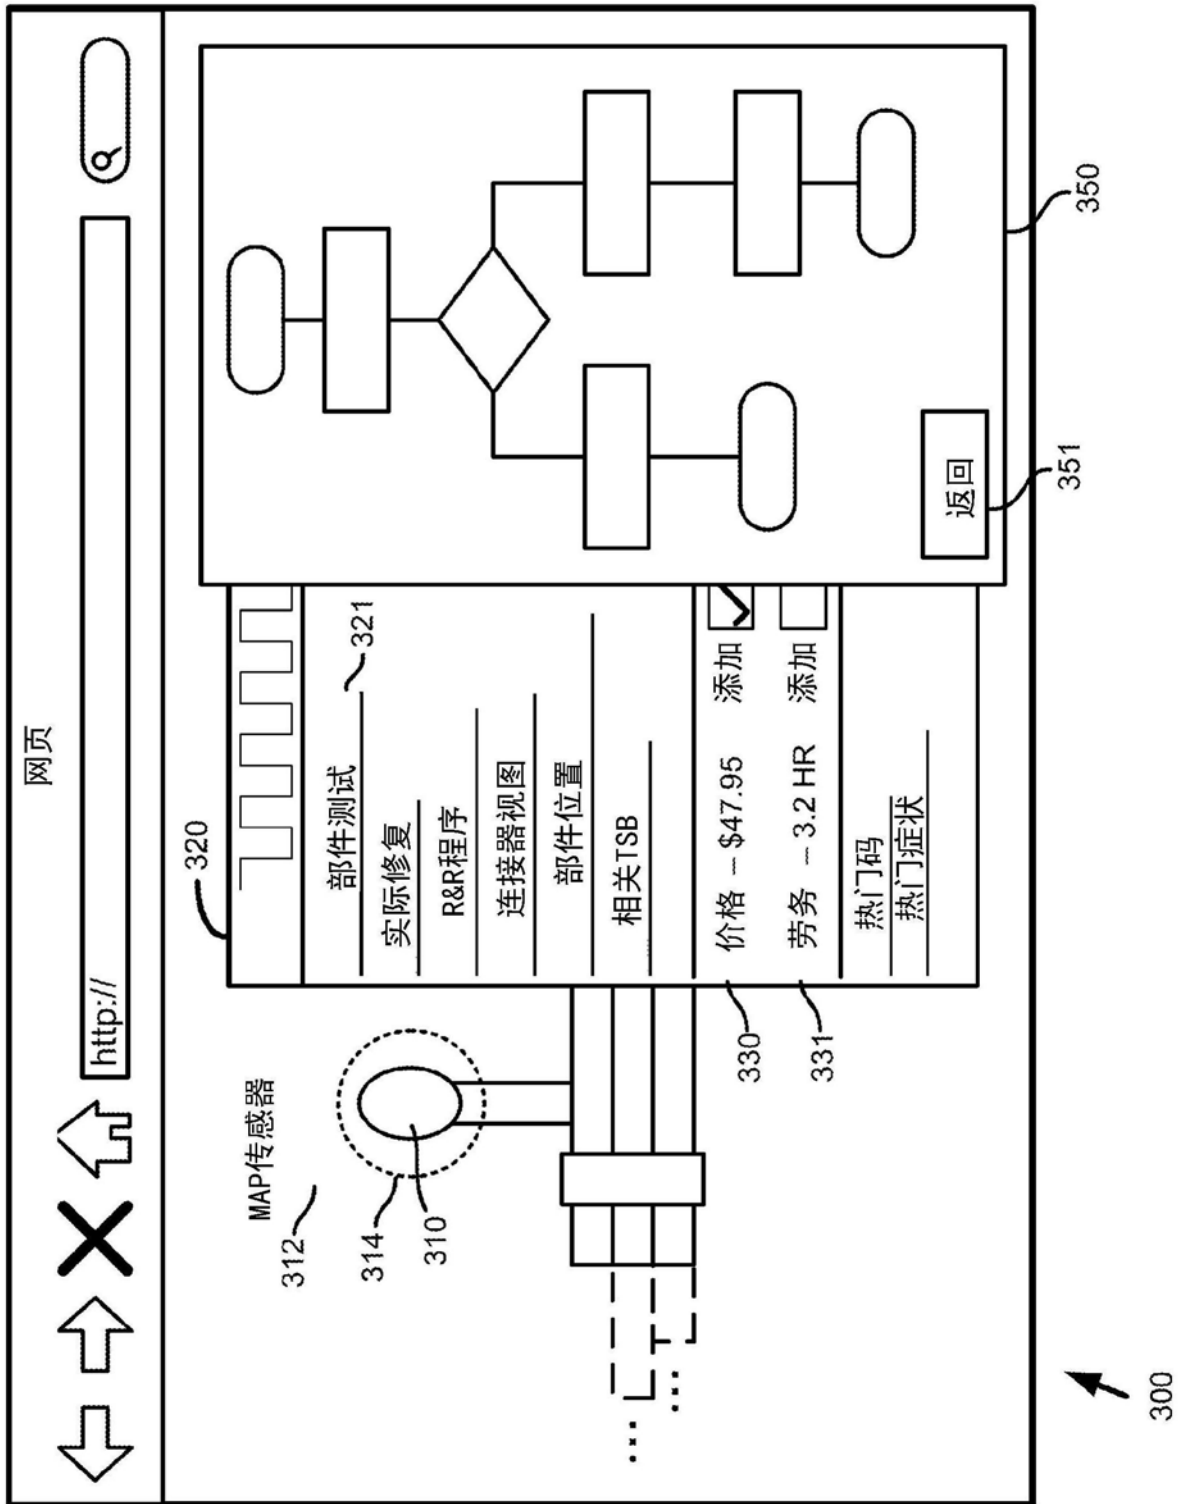 网页
http://
MAP传感器
312
314
310
320
部件测试
321
实际修复
R&R程序
连接器视图
部件位置
相关TSB
330
价格 — $47.95 添加
331
劳务 — 3.2 HR 添加
热门码
热门症状
返回
351
350
300